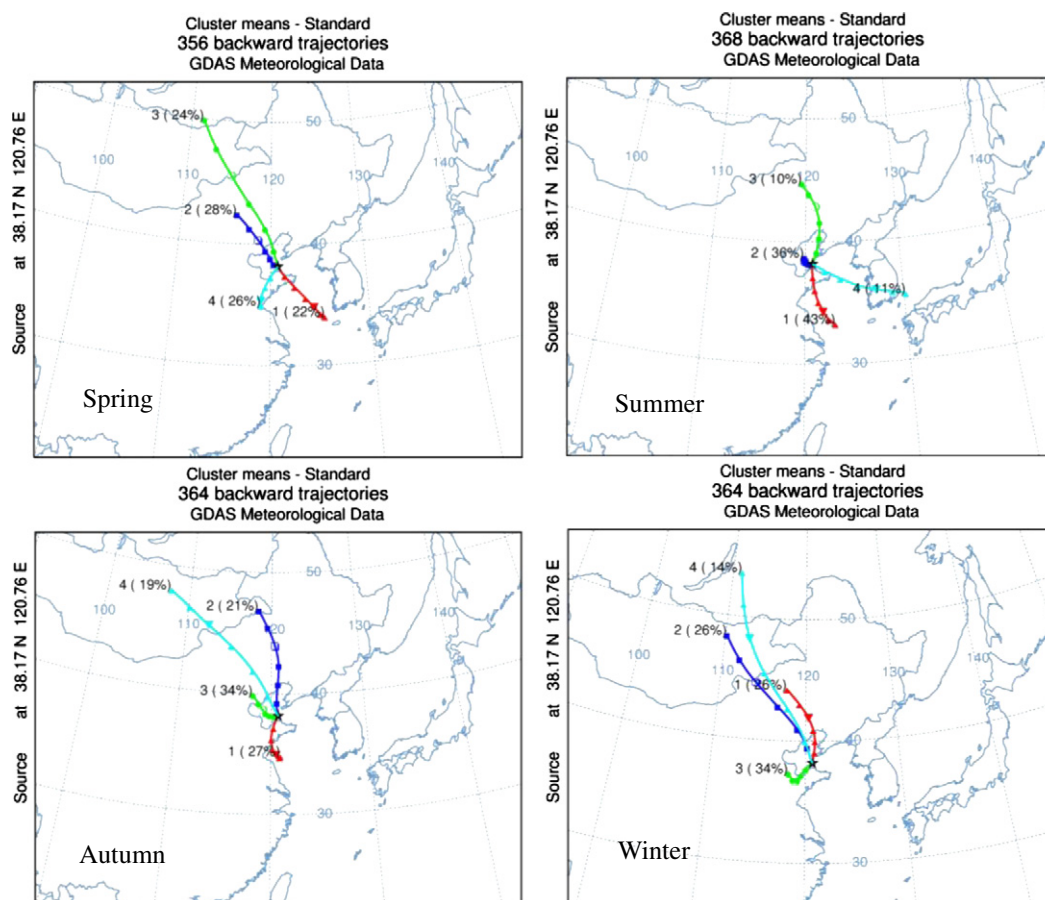 Cluster means - Standard
356 backward trajectories
GDAS Meteorological Data
Source at 38.17 N 120.76 E
3 ( 24%)
50
140
130
100
110
120
2 ( 28%)
40
4 ( 26%)
1 ( 22%)
30
Spring
Cluster means - Standard
368 backward trajectories
GDAS Meteorological Data
Source at 38.17 N 120.76 E
50
140
130
100
110
120
3 ( 10%)
2 ( 36%)
40
4 ( 11%)
1 ( 43%)
30
Summer
Cluster means - Standard
364 backward trajectories
GDAS Meteorological Data
Source at 38.17 N 120.76 E
4 ( 19%)
50
140
130
100
110
2 ( 21%)
20
3 ( 34%)
40
1 ( 27%)
30
Autumn
Cluster means - Standard
364 backward trajectories
GDAS Meteorological Data
Source at 38.17 N 120.76 E
4 ( 14%)
50
140
130
2 ( 26%)
100
110
120
1 ( 26%)
40
3 ( 34%)
30
Winter